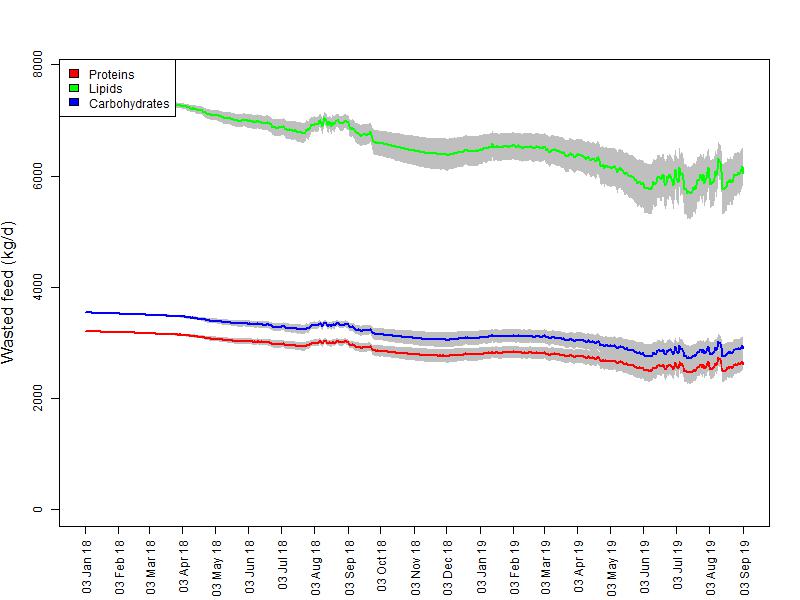 Proteins
Lipids
Carbohydrates
Wasted feed (kg/d)
8000
6000
4000
2000
0
03 Jan 18
03 Feb 18
03 Mar 18
03 Apr 18
03 May 18
03 Jun 18
03 Jul 18
03 Aug 18
03 Sep 18
03 Oct 18
03 Nov 18
03 Dec 18
03 Jan 19
03 Feb 19
03 Mar 19
03 Apr 19
03 May 19
03 Jun 19
03 Jul 19
03 Aug 19
03 Sep 19